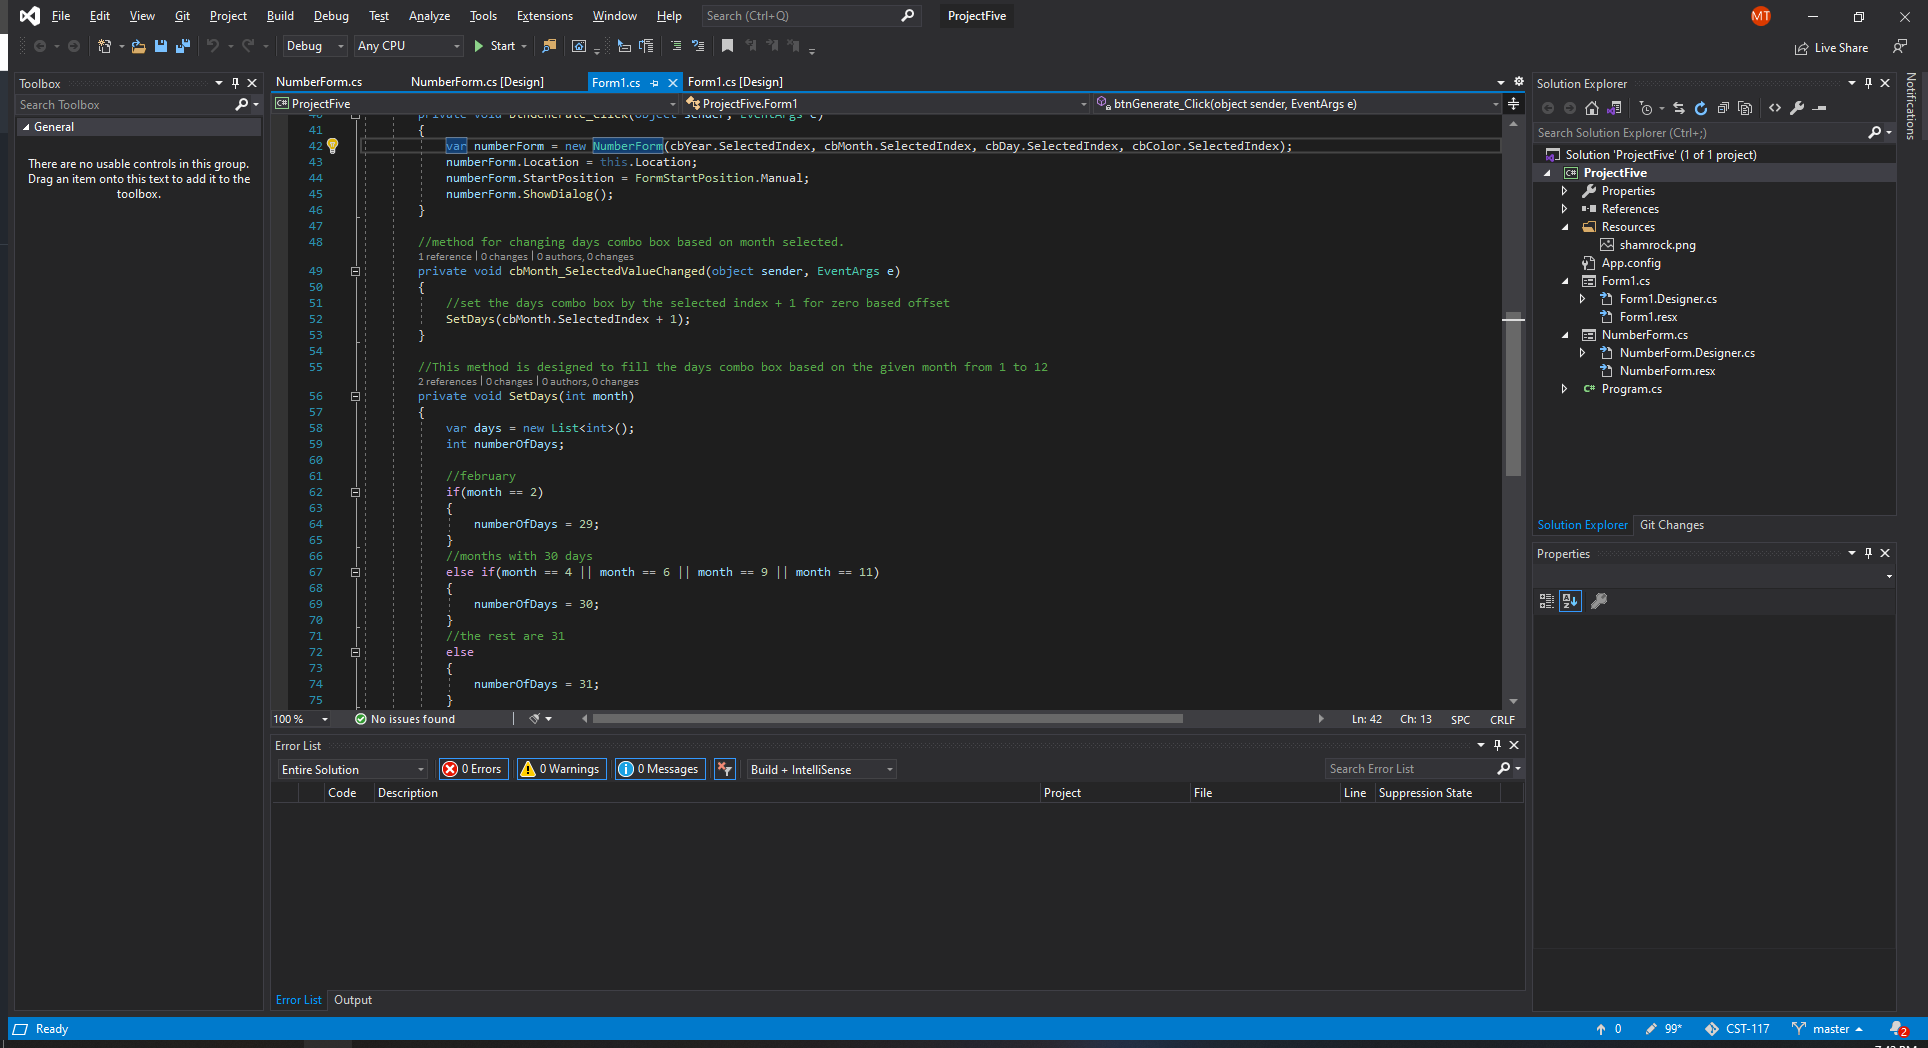 File Edit View Git Project Build Debug Test Analyze Tools Extensions Window Help Search (Ctrl+Q) ProjectFive MT
Debug Any CPU Start Live Share
Toolbox
Search Toolbox
General
There are no usable controls in this group.
Drag an item onto this text to add it to the
toolbox.
NumberForm.cs NumberForm.cs [Design] Form1.cs Form1.cs [Design]
C# ProjectFive ProjectFive.Form1 btnGenerate_Click(object sender, EventArgs e)
40 private void btnGenerate_Click(object sender, EventArgs e)
41 {
42 var numberForm = new NumberForm(cbYear.SelectedIndex, cbMonth.SelectedIndex, cbDay.SelectedIndex, cbColor.SelectedIndex);
43 numberForm.Location = this.Location;
44 numberForm.StartPosition = FormStartPosition.Manual;
45 numberForm.ShowDialog();
46 }
47
48 //method for changing days combo box based on month selected.
1 reference | 0 changes | 0 authors, 0 changes
49 private void cbMonth_SelectedValueChanged(object sender, EventArgs e)
50 {
51 //set the days combo box by the selected index + 1 for zero based offset
52 SetDays(cbMonth.SelectedIndex + 1);
53 }
54
55 //This method is designed to fill the days combo box based on the given month from 1 to 12
2 references | 0 changes | 0 authors, 0 changes
56 private void SetDays(int month)
57 {
58 var days = new List<int>();
59 int numberOfDays;
60
61 //february
62 if(month == 2)
63 {
64 numberOfDays = 29;
65 }
66 //months with 30 days
67 else if(month == 4 || month == 6 || month == 9 || month == 11)
68 {
69 numberOfDays = 30;
70 }
71 //the rest are 31
72 else
73 {
74 numberOfDays = 31;
75 }
100 % No issues found Ln: 42 Ch: 13 SPC CRLF
Error List
Entire Solution 0 Errors 0 Warnings 0 Messages Build + IntelliSense Search Error List
Code Description Project File Line Suppression State
Error List Output
Solution Explorer
Search Solution Explorer (Ctrl+;)
Solution 'ProjectFive' (1 of 1 project)
C# ProjectFive
Properties
References
Resources
shamrock.png
App.config
Form1.cs
Form1.Designer.cs
Form1.resx
NumberForm.cs
NumberForm.Designer.cs
NumberForm.resx
C# Program.cs
Solution Explorer Git Changes
Properties
Notifications
Ready 0 99* CST-117 master 2